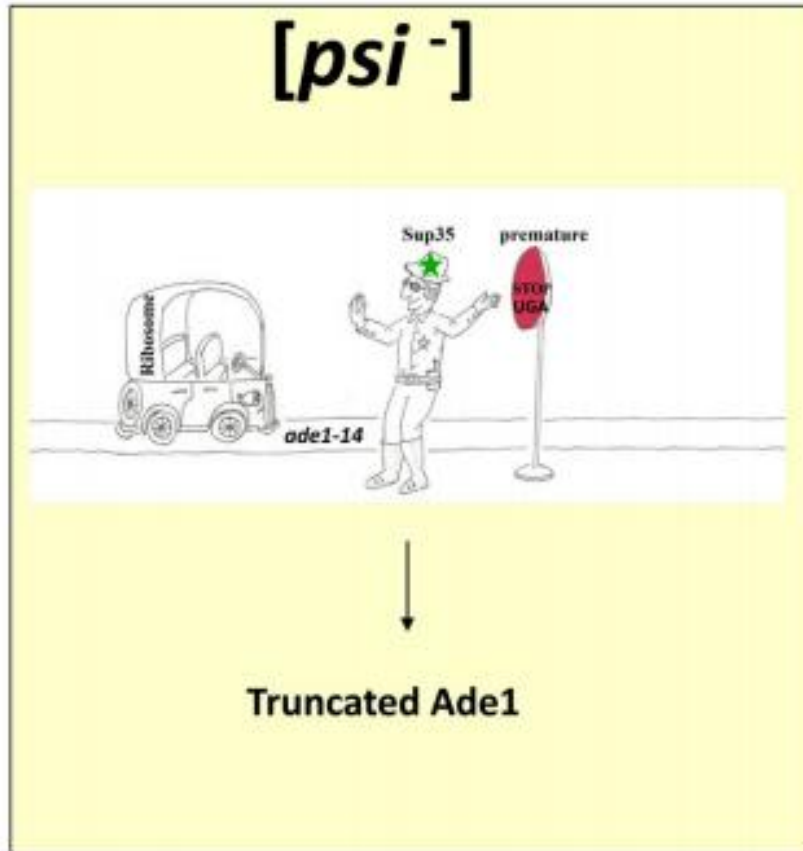 [psi -]
Sup35 premature
STOP
UGA
Ribosome
ade1-14
Truncated Ade1